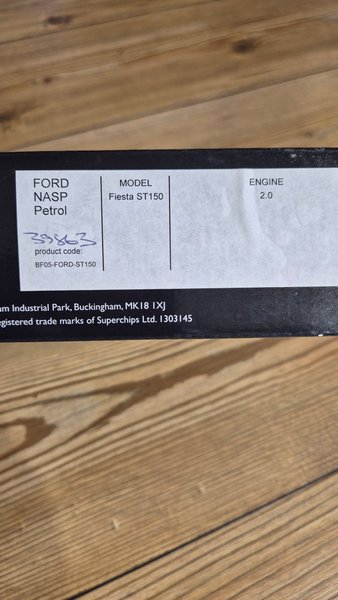 FORD
NASP
Petrol
39863
product code:
BF05-FORD-ST150
MODEL
Fiesta ST150
ENGINE
2.0
am Industrial Park, Buckingham, MK18 1XJ
egistered trade marks of Superchips Ltd. 1303145